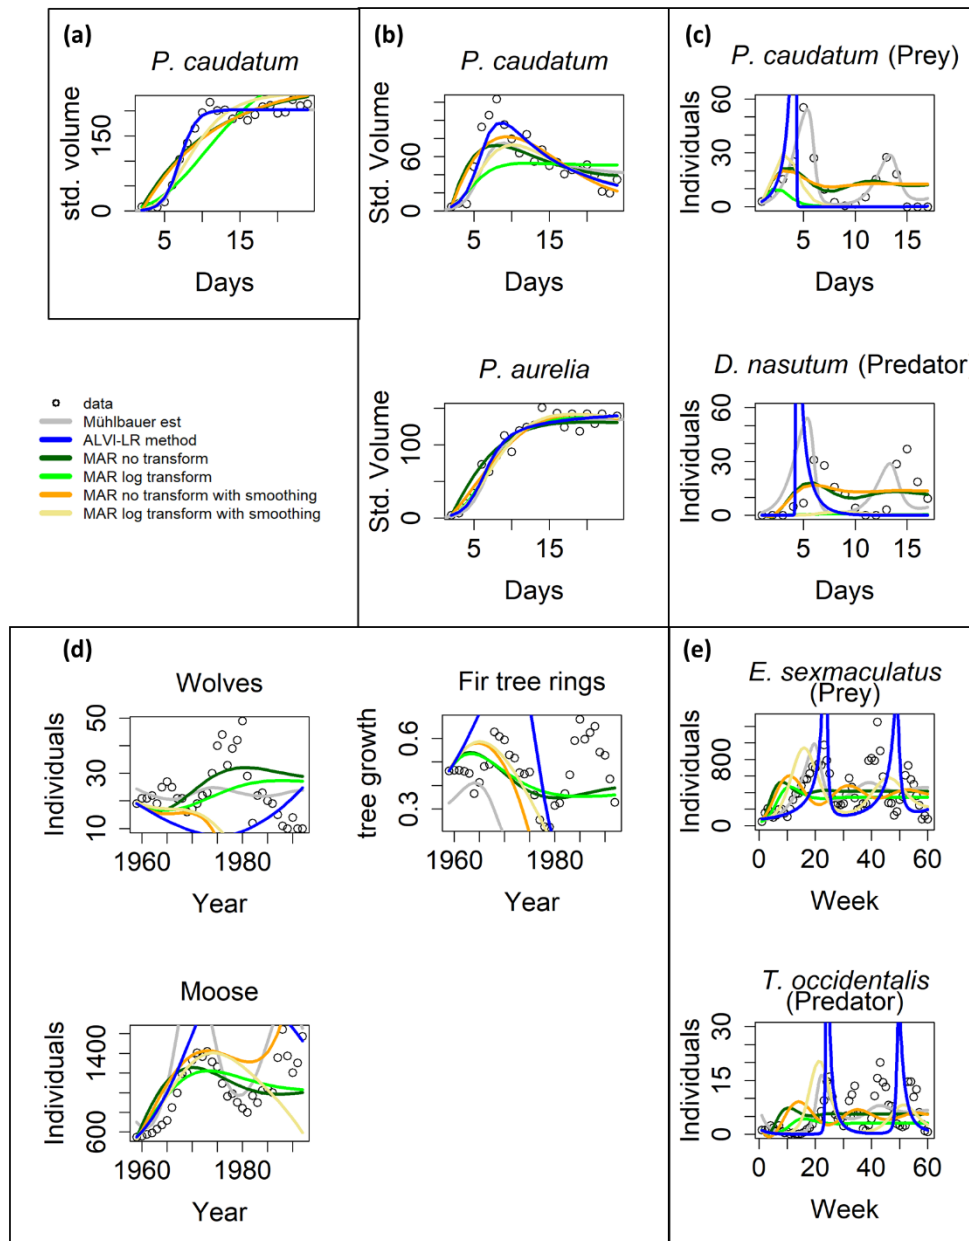 (a)
P. caudatum
std. volume
150
0
5
15
Days
(b)
P. caudatum
Std. Volume
60
0
5
15
Days
P. aurelia
Std. Volume
100
0
5
15
Days
(c)
P. caudatum (Prey)
Individuals
60
30
0
5
10
15
Days
D. nasutum (Predator)
Individuals
60
30
0
5
10
15
Days
data
Mühlbauer est
ALVI-LR method
MAR no transform
MAR log transform
MAR no transform with smoothing
MAR log transform with smoothing
(d)
Wolves
Individuals
50
30
10
1960
1980
Year
Fir tree rings
tree growth
0.6
0.3
1960
1980
Year
Moose
Individuals
1400
1000
600
1960
1980
Year
(e)
E. sexmaculatus
(Prey)
Individuals
800
0
0
20
40
60
Week
T. occidentalis
(Predator)
Individuals
30
15
0
0
20
40
60
Week